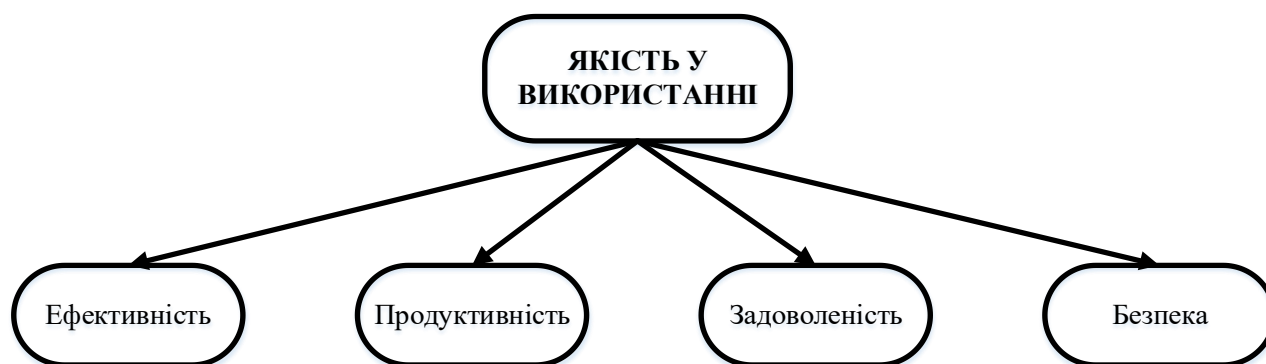 ЯКІСТЬ У
ВИКОРИСТАННІ
Ефективність
Продуктивність
Задоволеність
Безпека